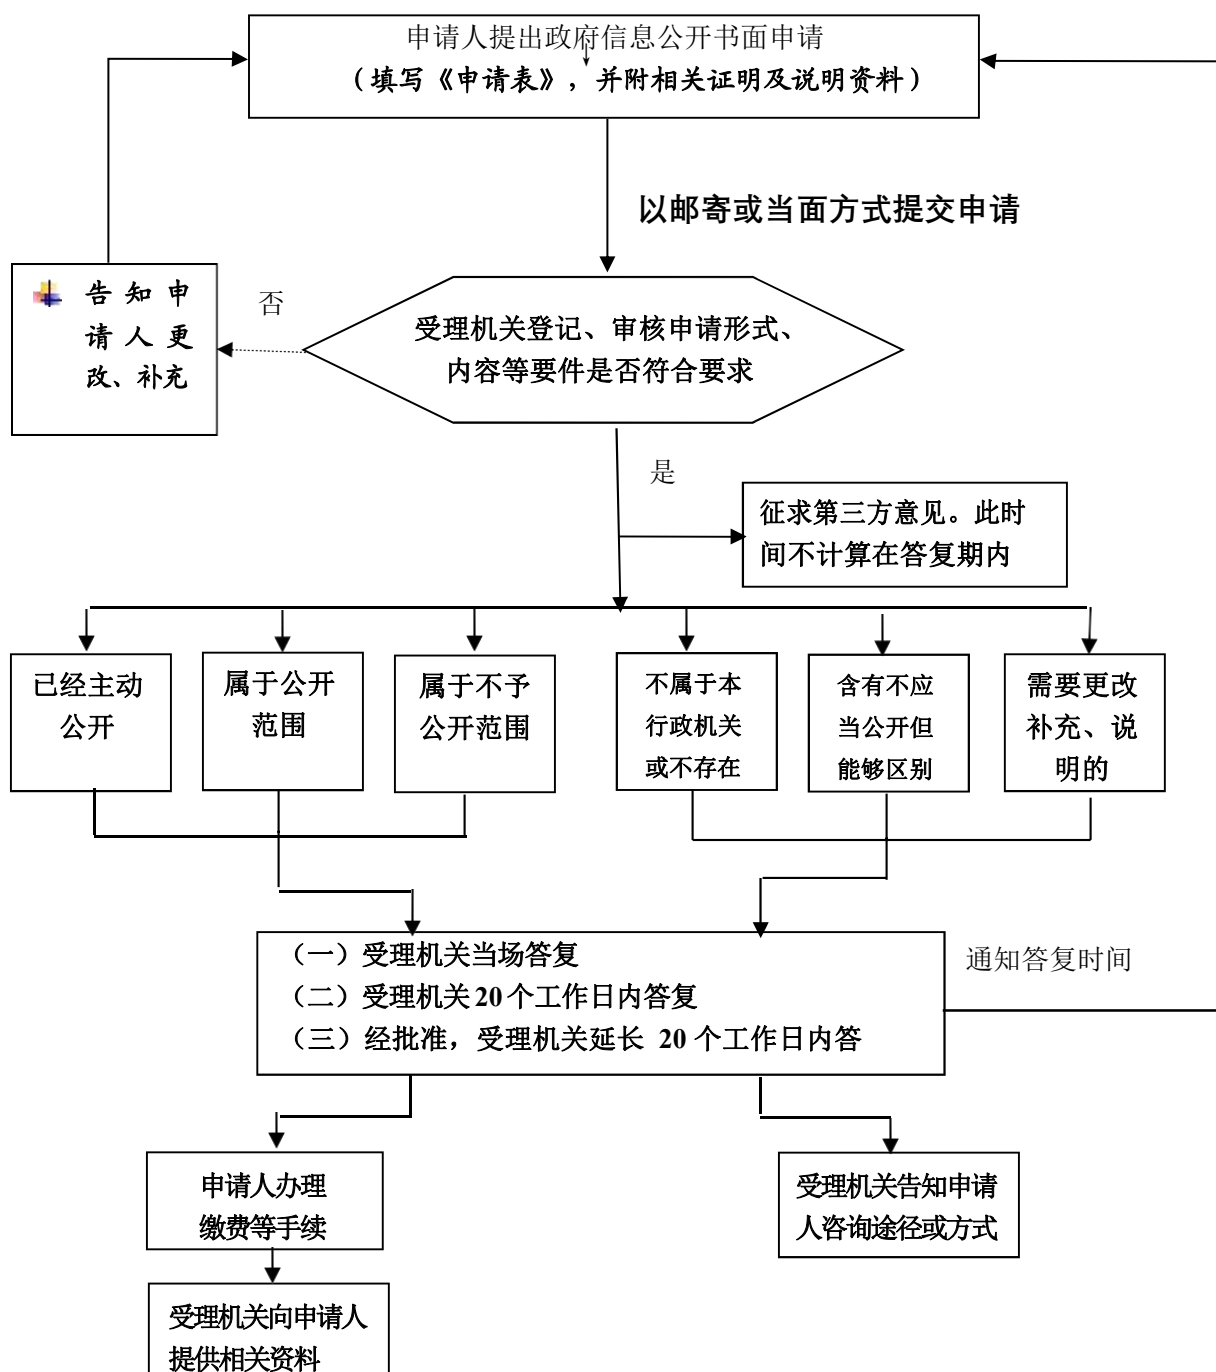 申请人提出政府信息公开书面申请
（填写《申请表》，并附相关证明及说明资料）
以邮寄或当面方式提交申请
告知申
请人更
改、补充
否
受理机关登记、审核申请形式、
内容等要件是否符合要求
是
征求第三方意见。此时
间不计算在答复期内
已经主动
公开
属于公开
范围
属于不予
公开范围
不属于本
行政机关
或不存在
含有不应
当公开但
能够区别
需要更改
补充、说
明的
（一）受理机关当场答复
（二）受理机关20个工作日内答复
（三）经批准，受理机关延长 20 个工作日内答
通知答复时间
申请人办理
缴费等手续
受理机关告知申请
人咨询途径或方式
受理机关向申请人
提供相关资料